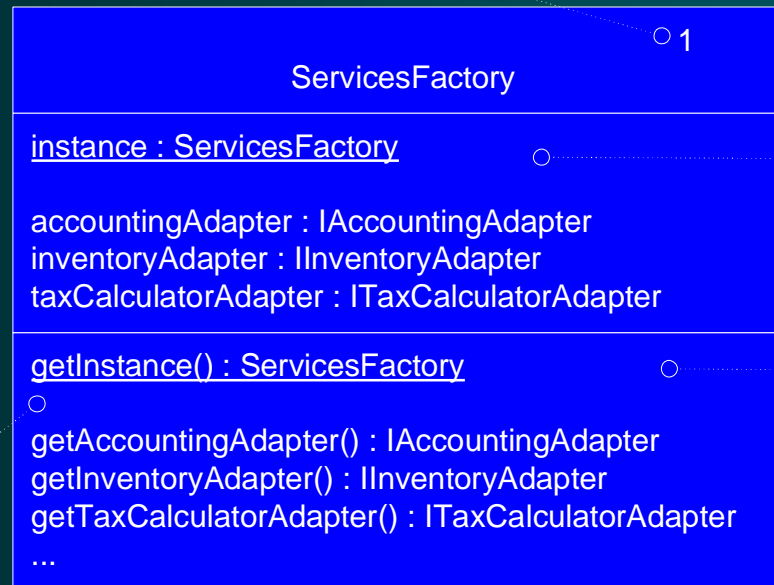 1
ServicesFactory
instance : ServicesFactory
accountingAdapter : IAccountingAdapter
inventoryAdapter : IInventoryAdapter
taxCalculatorAdapter : ITaxCalculatorAdapter
getInstance() : ServicesFactory
getAccountingAdapter() : IAccountingAdapter
getInventoryAdapter() : IInventoryAdapter
getTaxCalculatorAdapter() : ITaxCalculatorAdapter
...